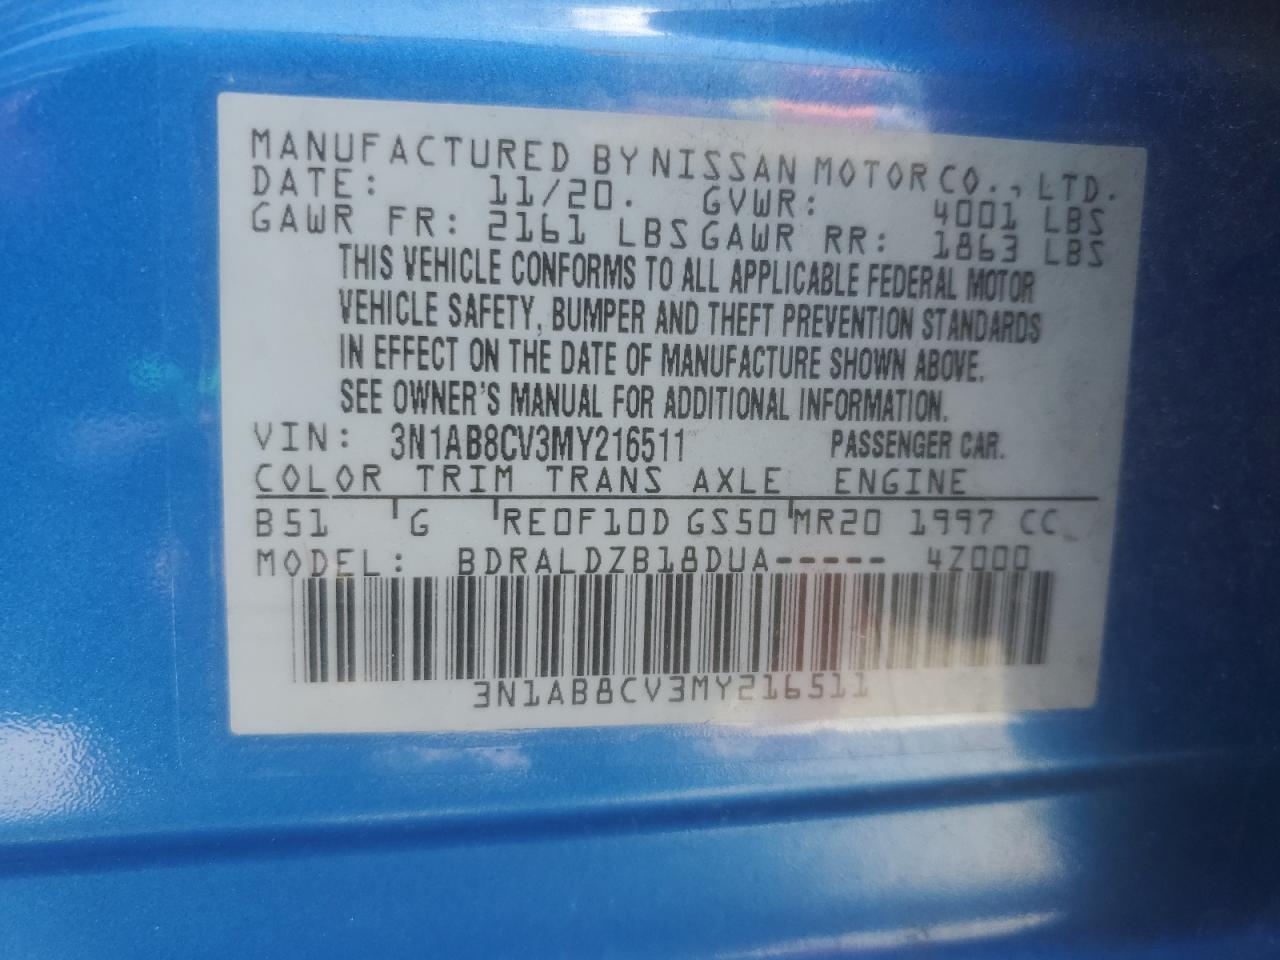 MANUFACTURED BY NISSAN MOTOR CO., LTD.
DATE: 11/20. GVWR: 4001 LBS
GAWR FR: 2161 LBS GAWR RR: 1863 LBS
THIS VEHICLE CONFORMS TO ALL APPLICABLE FEDERAL MOTOR
VEHICLE SAFETY, BUMPER AND THEFT PREVENTION STANDARDS
IN EFFECT ON THE DATE OF MANUFACTURE SHOWN ABOVE.
SEE OWNER'S MANUAL FOR ADDITIONAL INFORMATION.
VIN: 3N1AB8CV3MY216511 PASSENGER CAR.
COLOR TRIM TRANS AXLE ENGINE
B51 G RE0F10D GS50 MR20 1997 CC
MODEL: BDRALDZB18DUA----- 4Z000
3N1AB8CV3MY216511